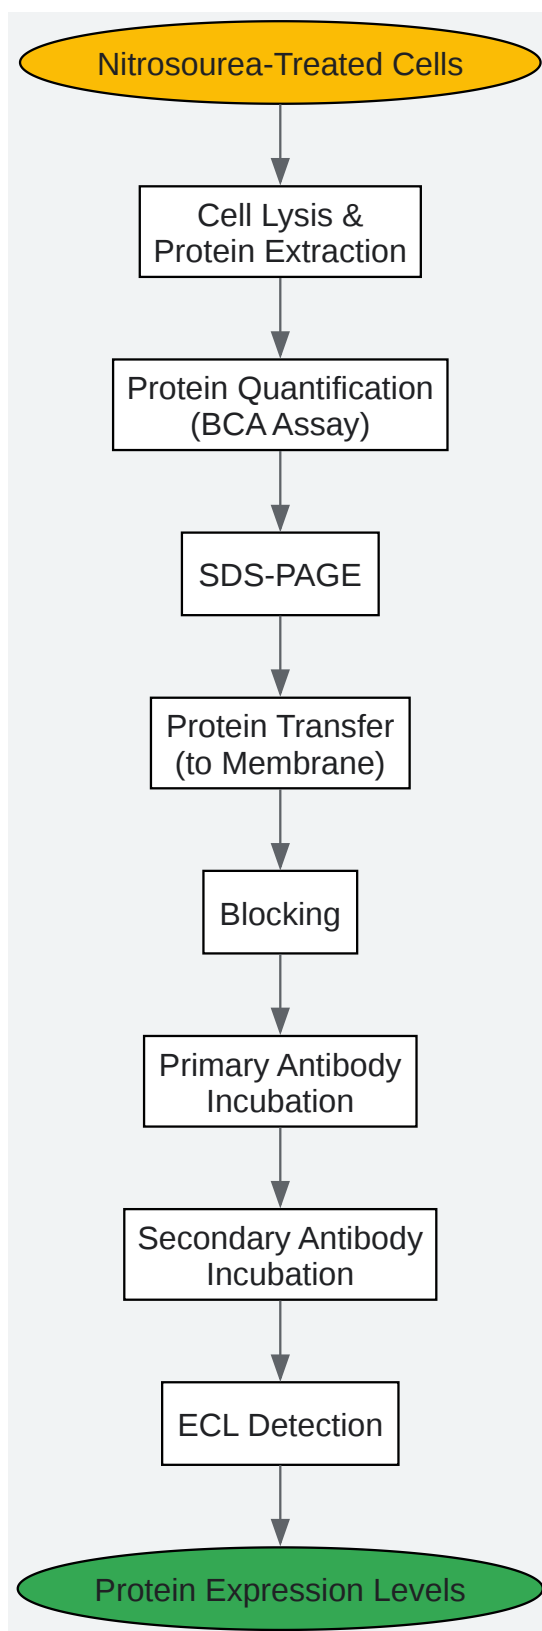 Nitrosourea-Treated Cells
Cell Lysis &
Protein Extraction
Protein Quantification
(BCA Assay)
SDS-PAGE
Protein Transfer
(to Membrane)
Blocking
Primary Antibody
Incubation
Secondary Antibody
Incubation
ECL Detection
Protein Expression Levels